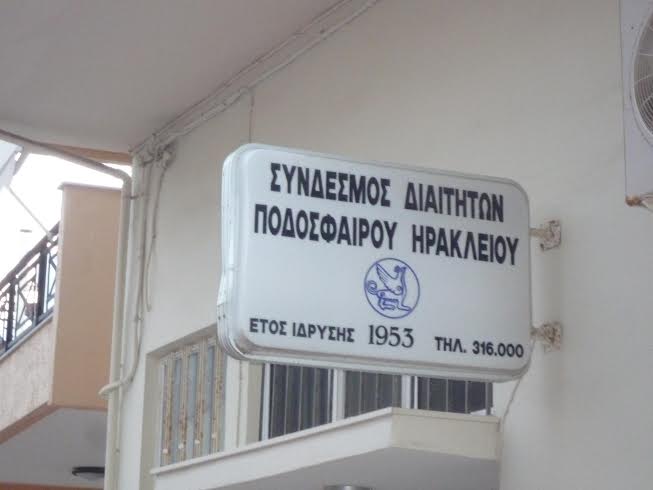 ΣΥΝΔΕΣΜΟΣ ΔΙΑΙΤΗΤΩΝ
ΠΟΔΟΣΦΑΙΡΟΥ ΗΡΑΚΛΕΙΟΥ
ΕΤΟΣ ΙΔΡΥΣΗΣ 1953 ΤΗΛ. 316.000